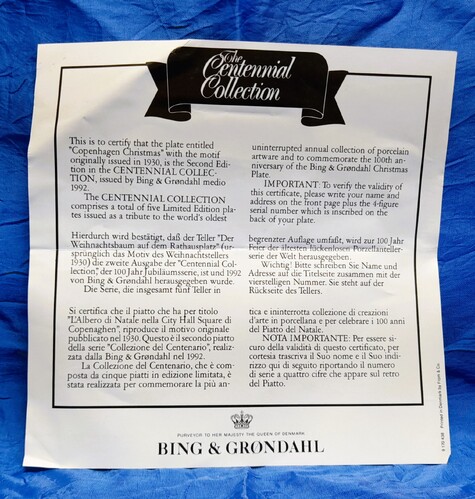 The
Centennial
Collection
This is to certify that the plate entitled
"Copenhagen Christmas" with the motif
originally issued in 1930, is the Second Edi-
tion in the CENTENNIAL COLLEC-
TION, issued by Bing & Grøndahl medio
1992.
The CENTENNIAL COLLECTION
comprises a total of five Limited Edition pla-
tes issued as a tribute to the world's oldest
uninterrupted annual collection of porcelain
artware and to commemorate the 100th an-
niversary of the Bing & Grøndahl Christmas
Plate.
IMPORTANT: To verify the validity of
this certificate, please write your name and
address on the front page plus the 4-figure
serial number which is inscribed on the
back of your plate.
Hierdurch wird bestätigt, daß der Teller "Der
Weihnachtsbaum auf dem Rathausplatz" (ur-
sprünglich das Motiv des Weihnachtstellers
1930) die zweite Ausgabe der "Centennial Col-
lection", der 100 Jahr Jubiläumsserie, ist und 1992
von Bing & Grøndahl herausgegeben wurde.
Die Serie, die insgesamt fünf Teller in
begrenzter Auflage umfaßt, wird zur 100 Jahr
Feier der ältesten lückenlosen Porzellanteller-
serie der Welt herausgegeben.
Wichtig! Bitte schreiben Sie Name und
Adresse auf die Titelseite zusammen mit der
vierstelligen Nummer. Sie steht auf der
Rückseite des Tellers.
Si certifica che il piatto che ha per titolo
"L'Albero di Natale nella City Hall Square di
Copenaghen", riproduce il motivo originale
pubblicato nel 1930. Questo è il secondo piatto
della serie "Collezione del Centenario", realiz-
zata dalla Bing & Grøndahl nel 1992.
La Collezione del Centenario, che è com-
posta da cinque piatti in edizione limitata, è
stata realizzata per commemorare la più an-
tica e ininterrotta collezione di creazioni
d'arte in porcellana e per celebrare i 100 anni
del Piatto del Natale.
NOTA IMPORTANTE: Per essere si-
curo della validità di questo certificato, per
cortesia trascriva il Suo nome e il Suo indi-
rizzo qui di seguito riportando il numero
di serie a quattro cifre che appare sul retro
del Piatto.
PURVEYOR TO HER MAJESTY THE QUEEN OF DENMARK
BING & GRØNDAHL
Printed in Denmark by